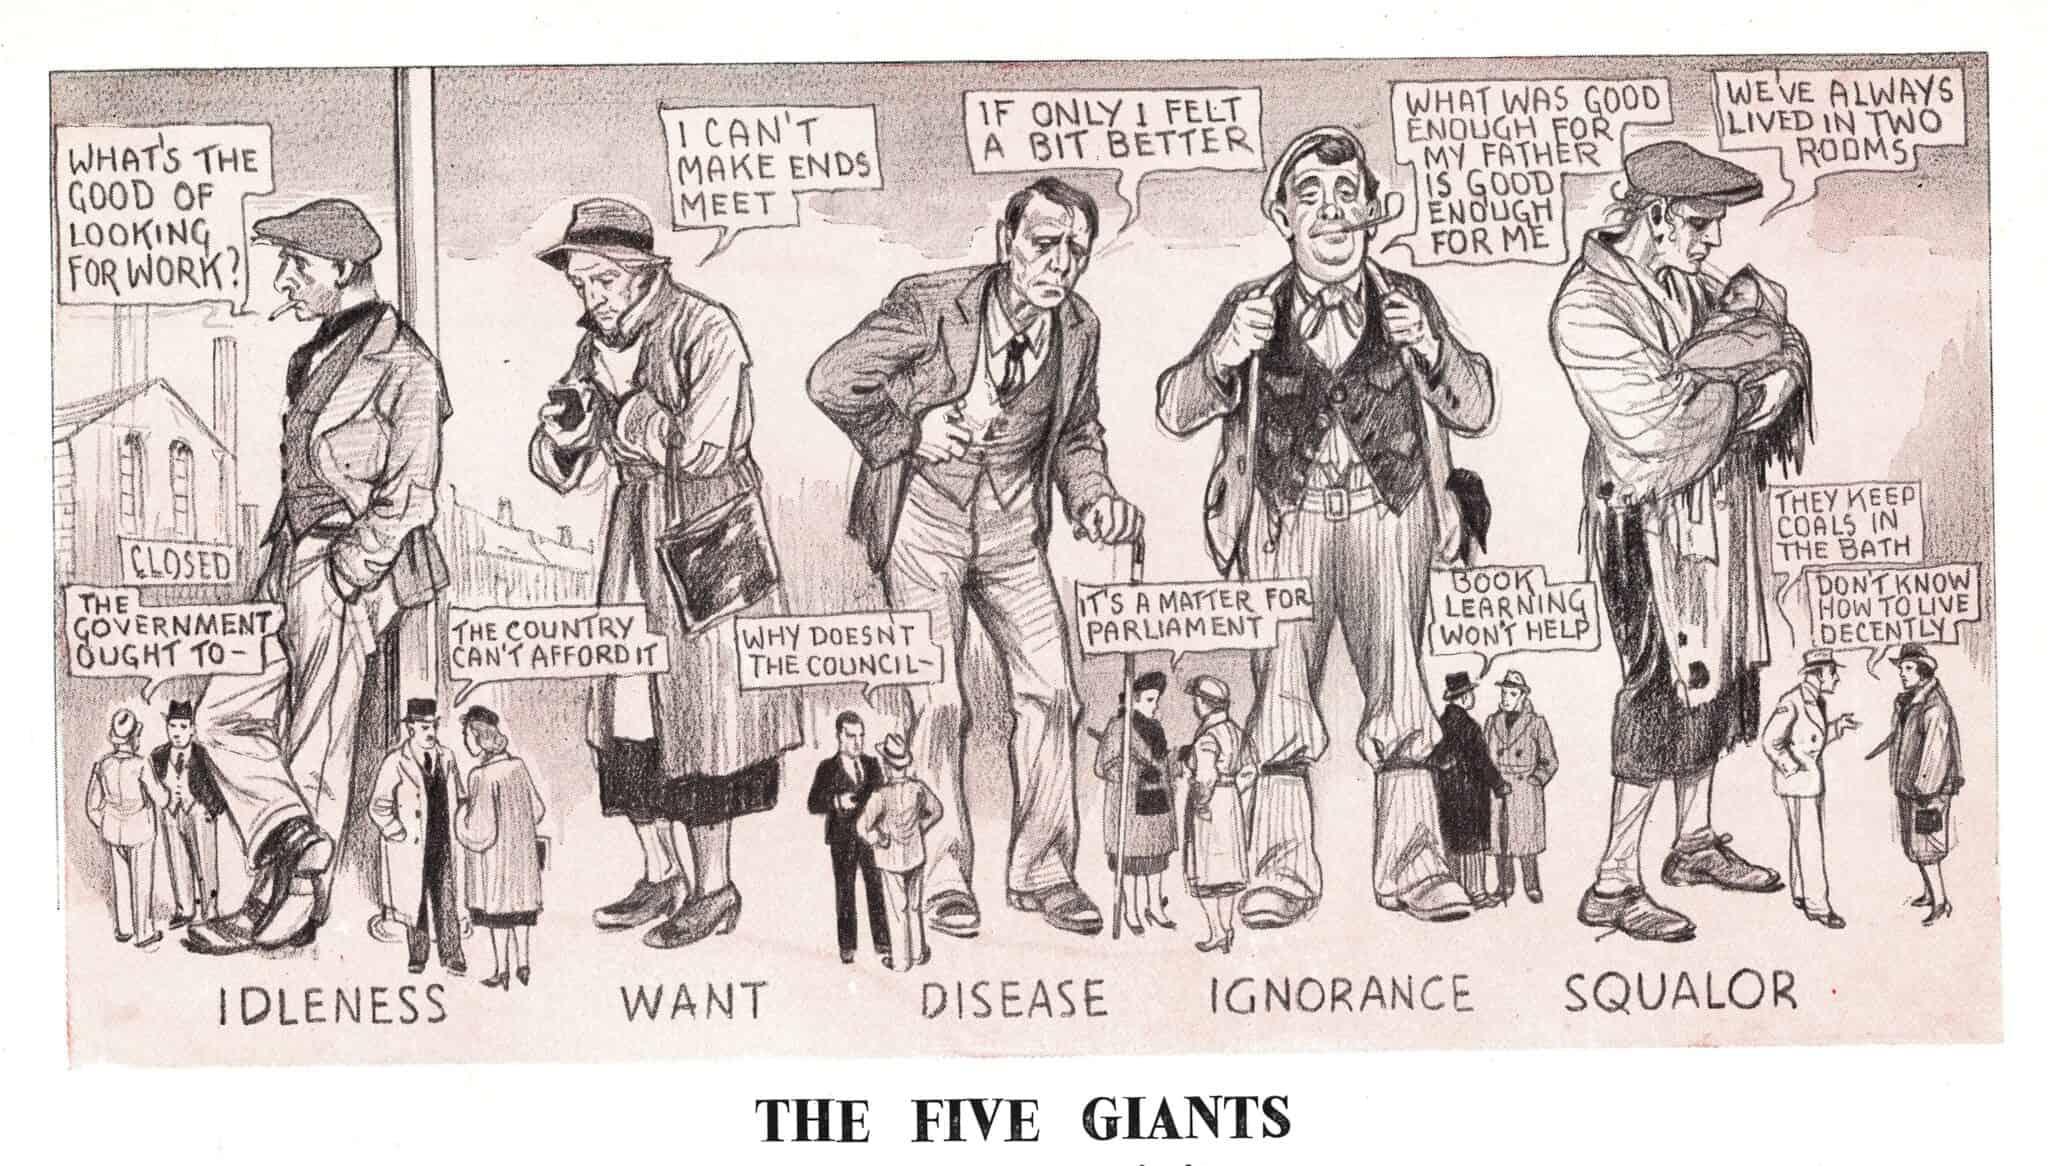 WHAT'S THE
GOOD OF
LOOKING
FOR WORK?
I CAN'T
MAKE ENDS
MEET
IF ONLY I FELT
A BIT BETTER
WHAT WAS GOOD
ENOUGH FOR
MY FATHER
IS GOOD
ENOUGH
FOR ME
WE'VE ALWAYS
LIVED IN TWO
ROOMS
CLOSED
THE
GOVERNMENT
OUGHT TO-
THE COUNTRY
CAN'T AFFORD IT
WHY DOESN'T
THE COUNCIL-
IT'S A MATTER FOR
PARLIAMENT
BOOK
LEARNING
WON'T HELP
THEY KEEP
COALS IN
THE BATH
DON'T KNOW
HOW TO LIVE
DECENTLY
IDLENESS
WANT
DISEASE
IGNORANCE
SQUALOR
THE FIVE GIANTS